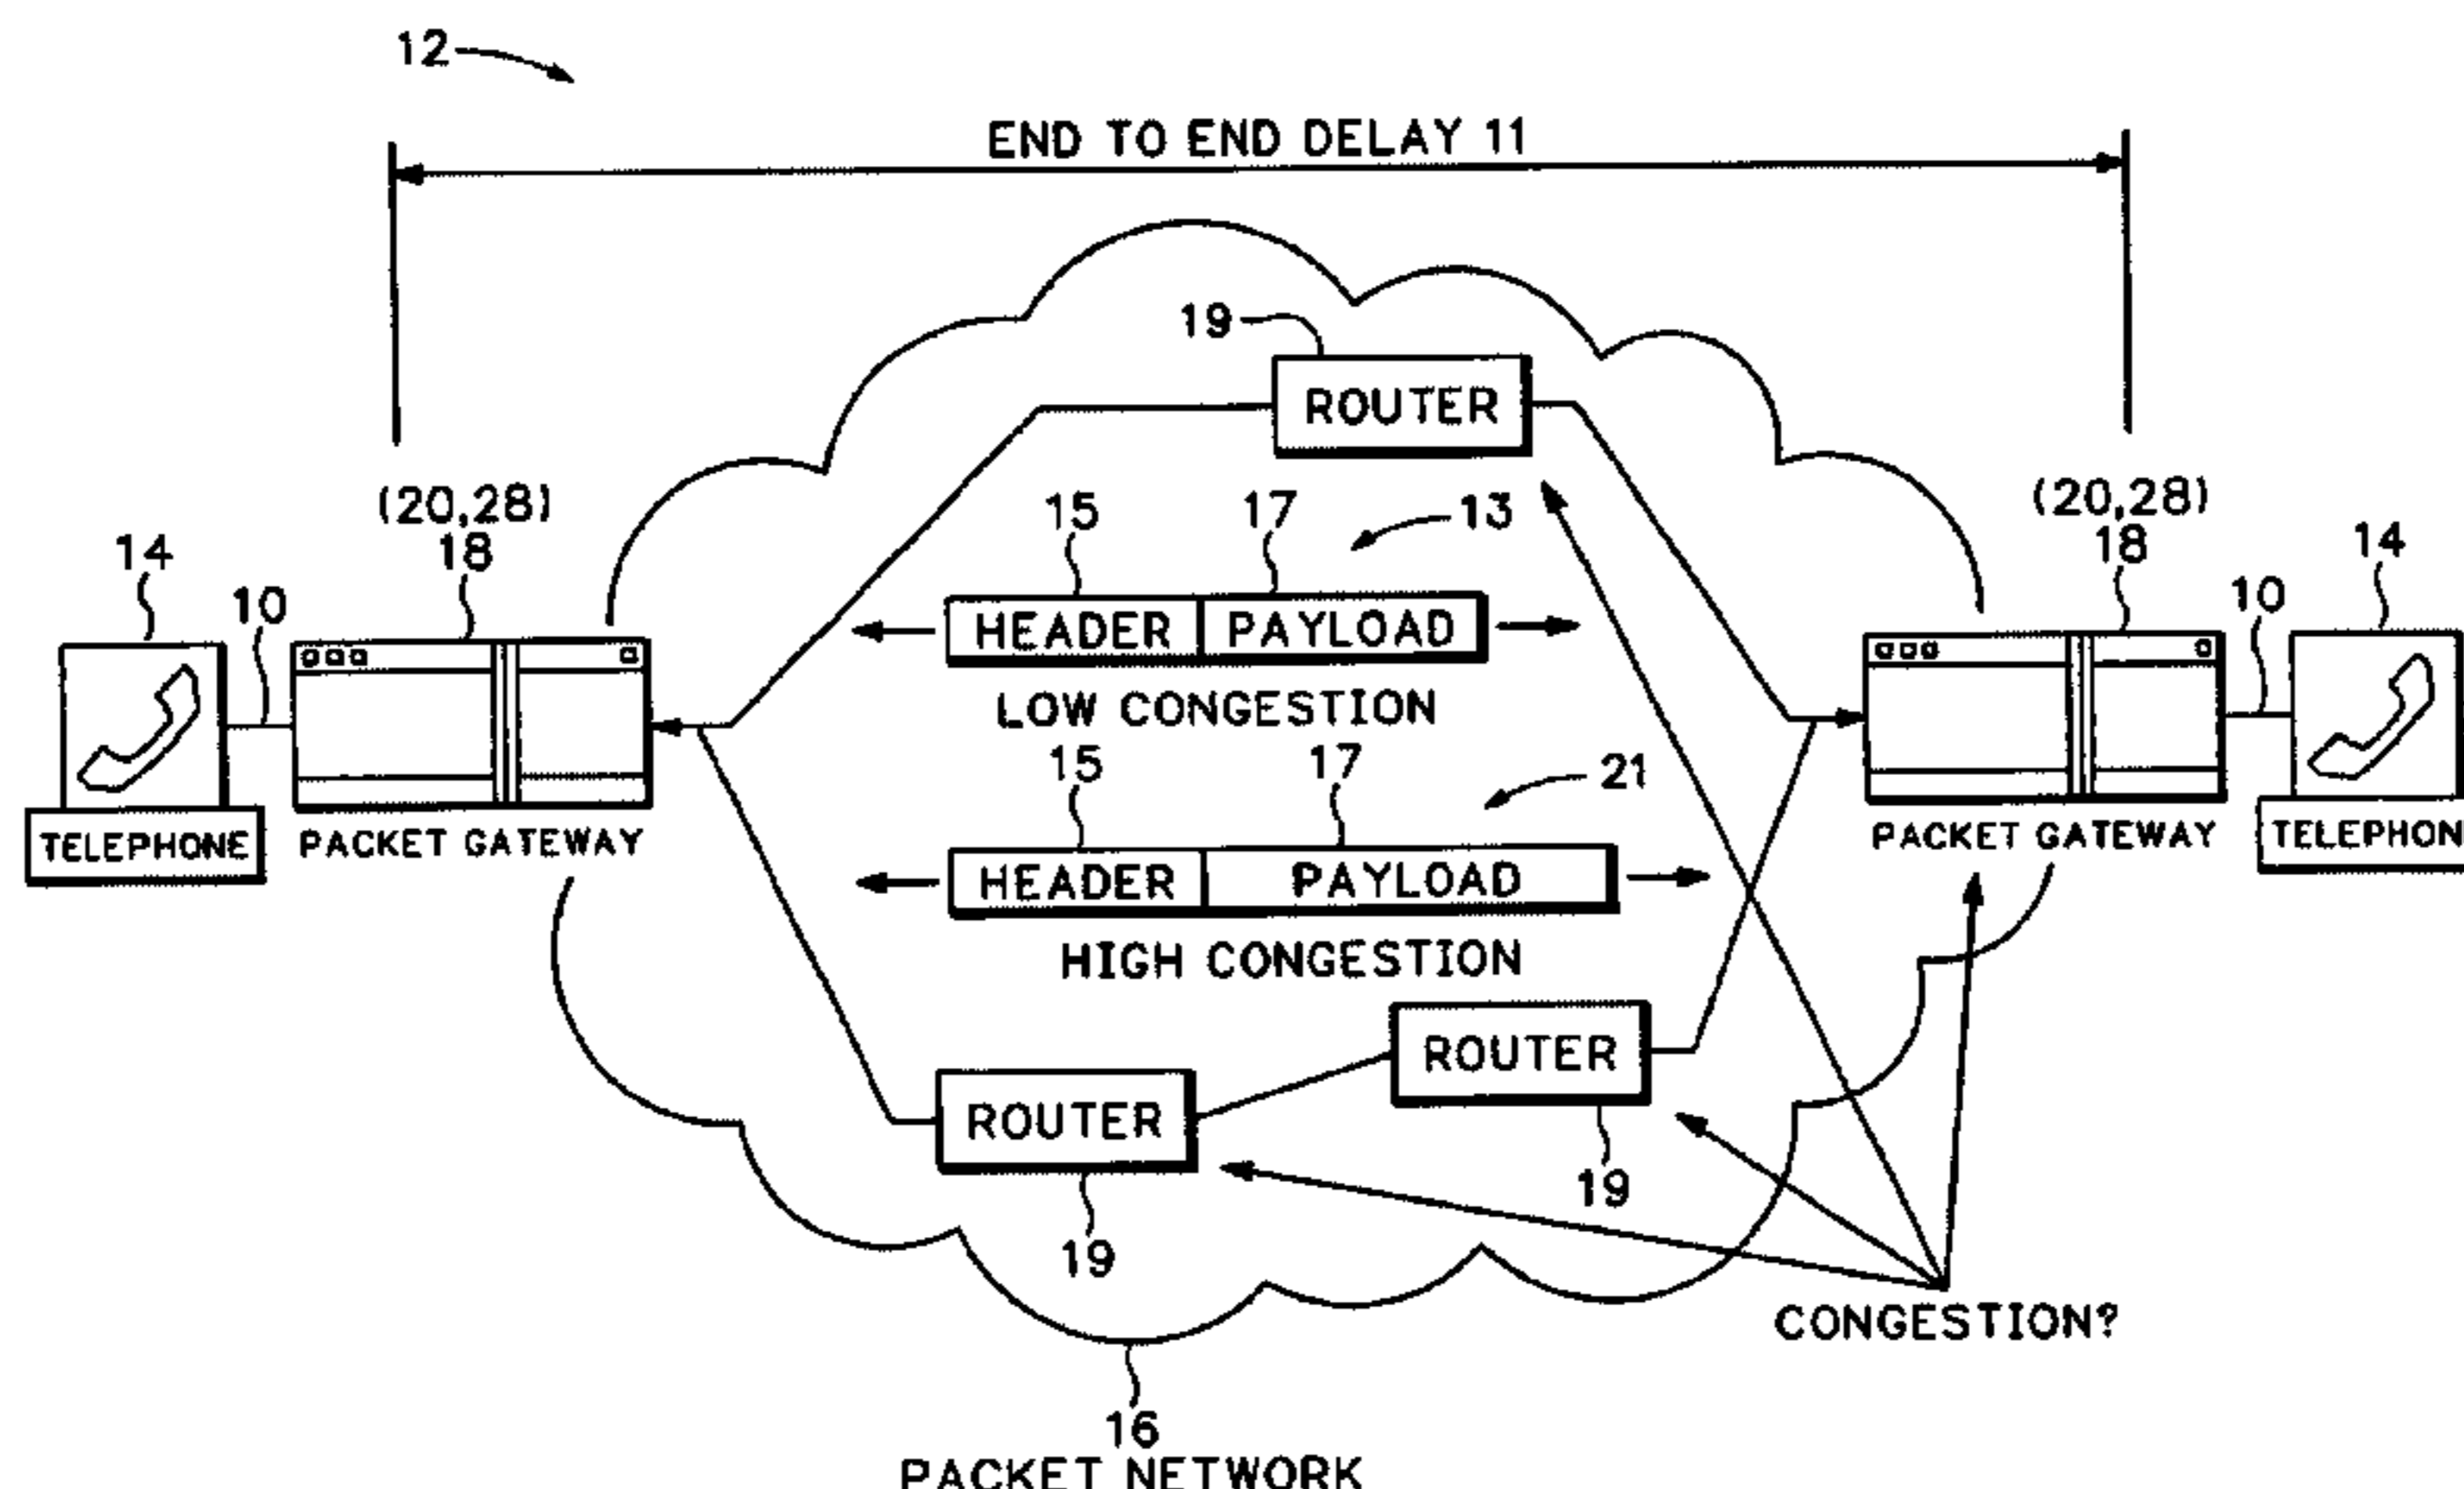 12
END TO END DELAY 11
19
ROUTER
(20,28)
18
15 17 13
(20,28)
18
14
10
14
10
HEADER PAYLOAD
LOW CONGESTION
15 17 21
TELEPHONE
PACKET GATEWAY
PACKET GATEWAY
TELEPHON
HEADER PAYLOAD
HIGH CONGESTION
ROUTER
ROUTER
19
19
CONGESTION?
16
PACKET NETWORK